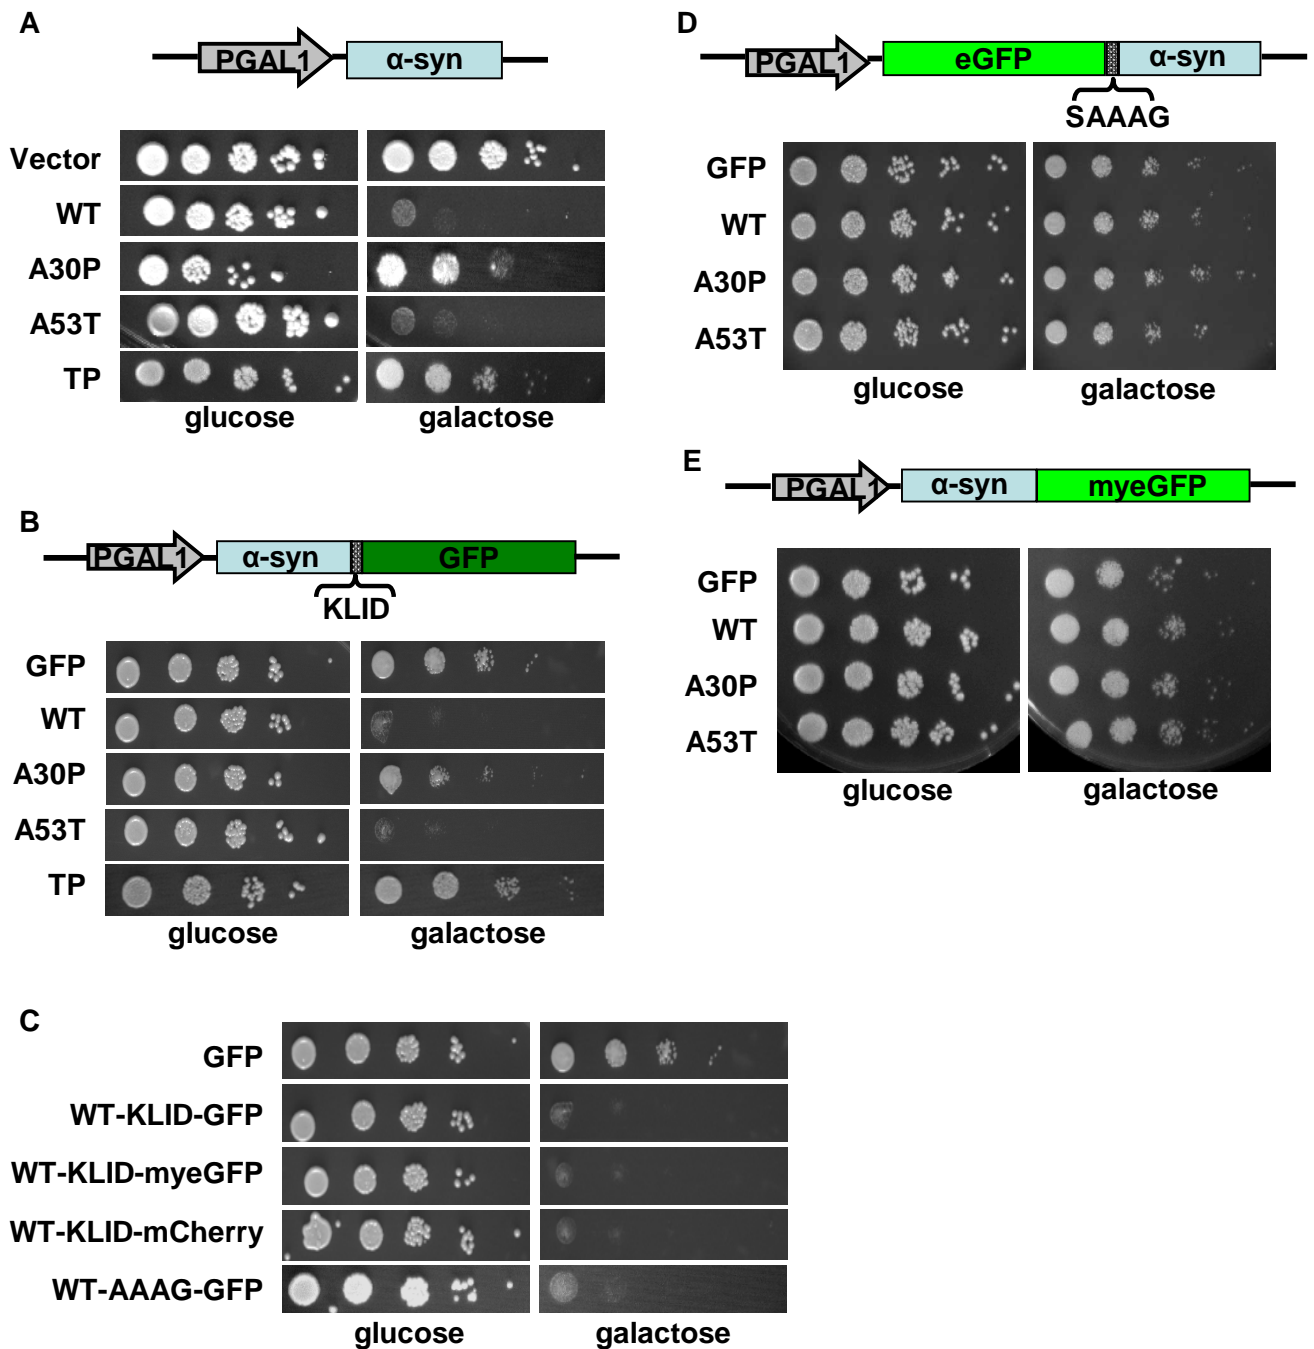 A
PGAL1 α-syn
Vector
WT
A30P
A53T
TP
glucose galactose
B
PGAL1 α-syn GFP
KLID
GFP
WT
A30P
A53T
TP
glucose galactose
C
GFP
WT-KLID-GFP
WT-KLID-myeGFP
WT-KLID-mCherry
WT-AAAG-GFP
glucose galactose
D
PGAL1 eGFP α-syn
SAAAG
GFP
WT
A30P
A53T
glucose galactose
E
PGAL1 α-syn myeGFP
GFP
WT
A30P
A53T
glucose galactose